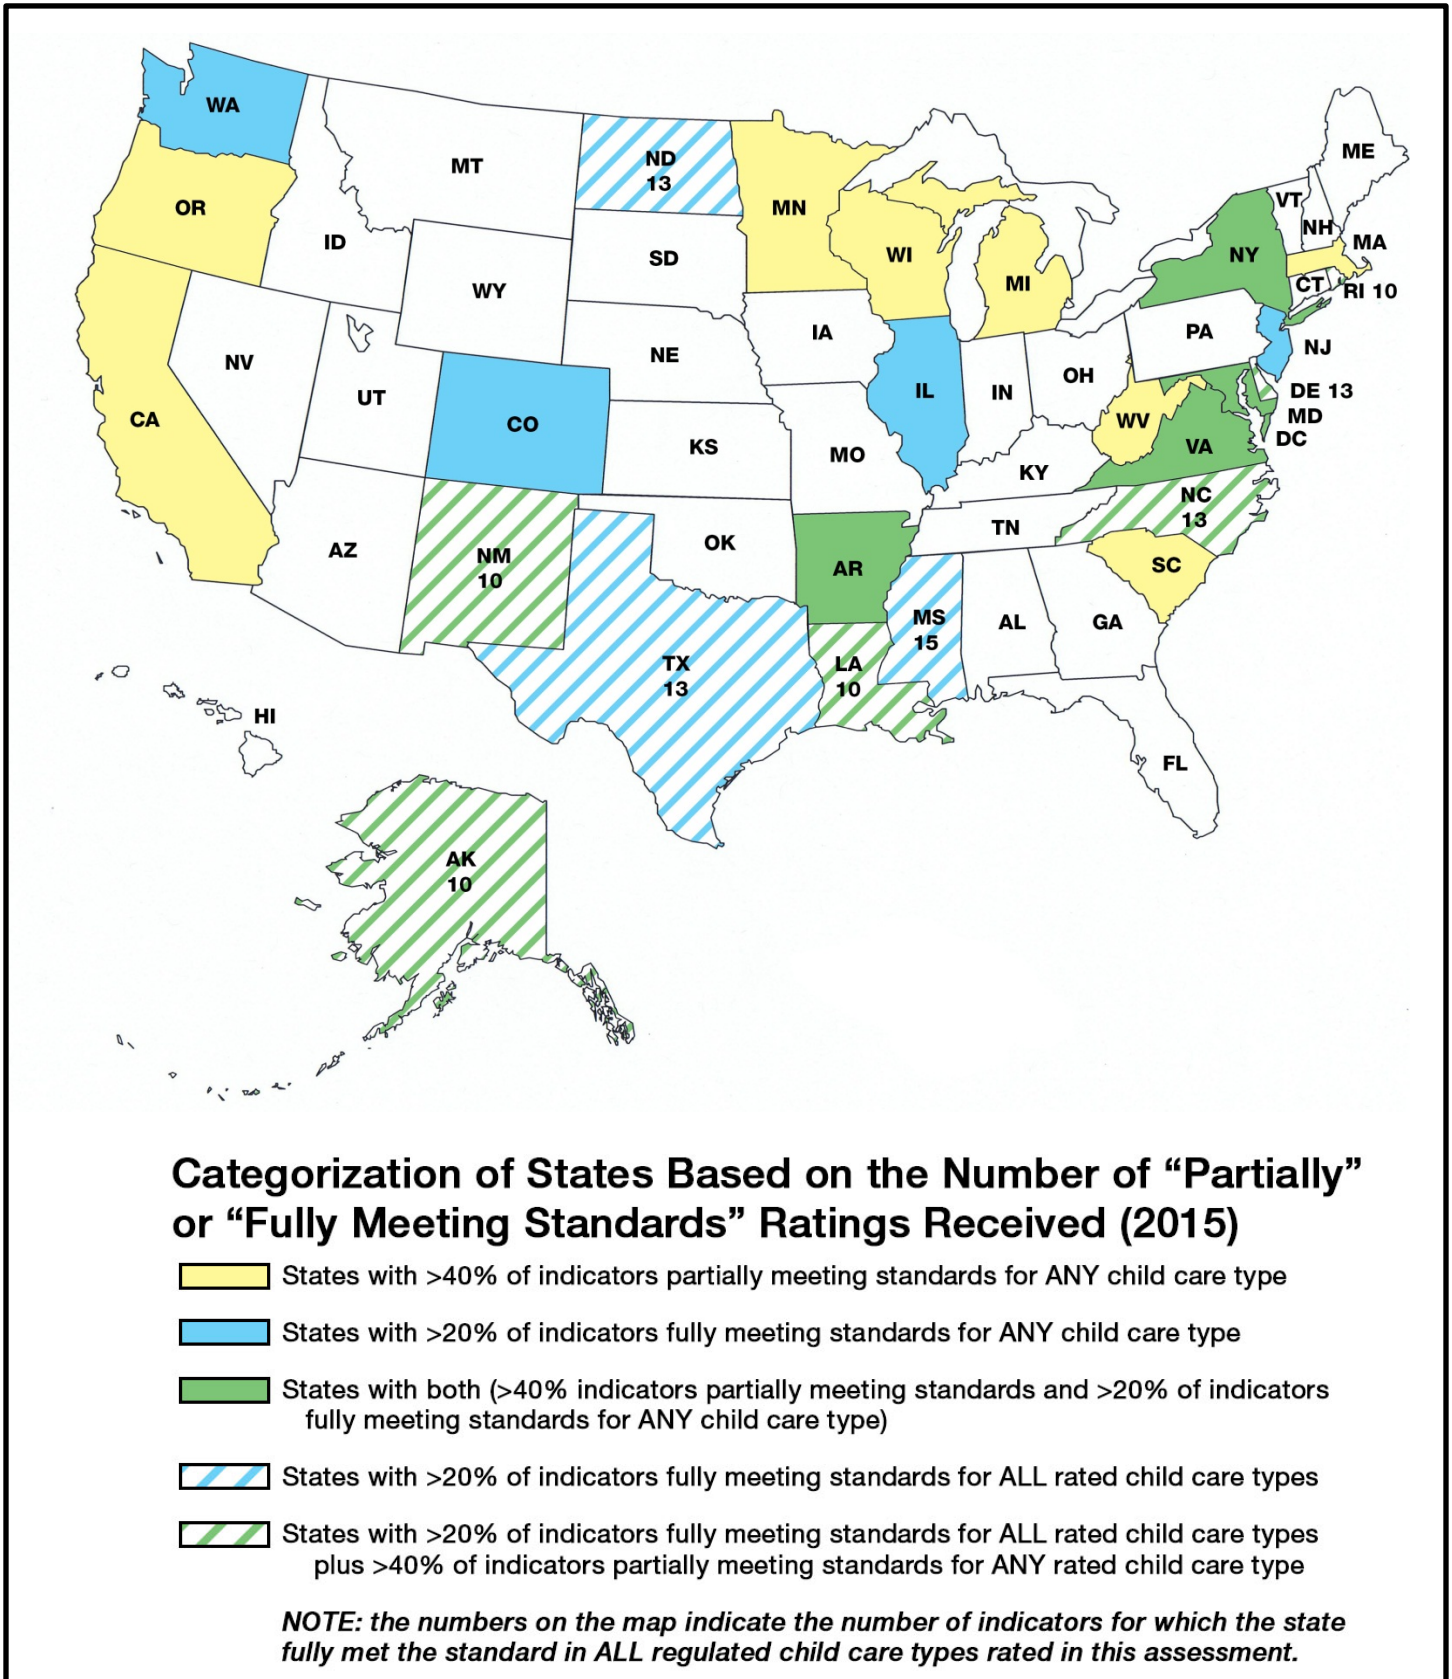 WA
MT
ND
13
MN
ME
OR
ID
SD
WI
VT
NH
MA
NY
WY
MI
CT
RI 10
IA
PA
NJ
NV
NE
UT
OH
IN
IL
DE 13
CA
CO
WV
MD
DC
KS
MO
VA
KY
NC
13
TN
AZ
NM
10
OK
AR
SC
MS
15
AL
GA
TX
13
LA
10
HI
FL
AK
10
Categorization of States Based on the Number of “Partially”
or “Fully Meeting Standards” Ratings Received (2015)
States with >40% of indicators partially meeting standards for ANY child care type
States with >20% of indicators fully meeting standards for ANY child care type
States with both (>40% indicators partially meeting standards and >20% of indicators
fully meeting standards for ANY child care type)
States with >20% of indicators fully meeting standards for ALL rated child care types
States with >20% of indicators fully meeting standards for ALL rated child care types
plus >40% of indicators partially meeting standards for ANY rated child care type
NOTE: the numbers on the map indicate the number of indicators for which the state
fully met the standard in ALL regulated child care types rated in this assessment.